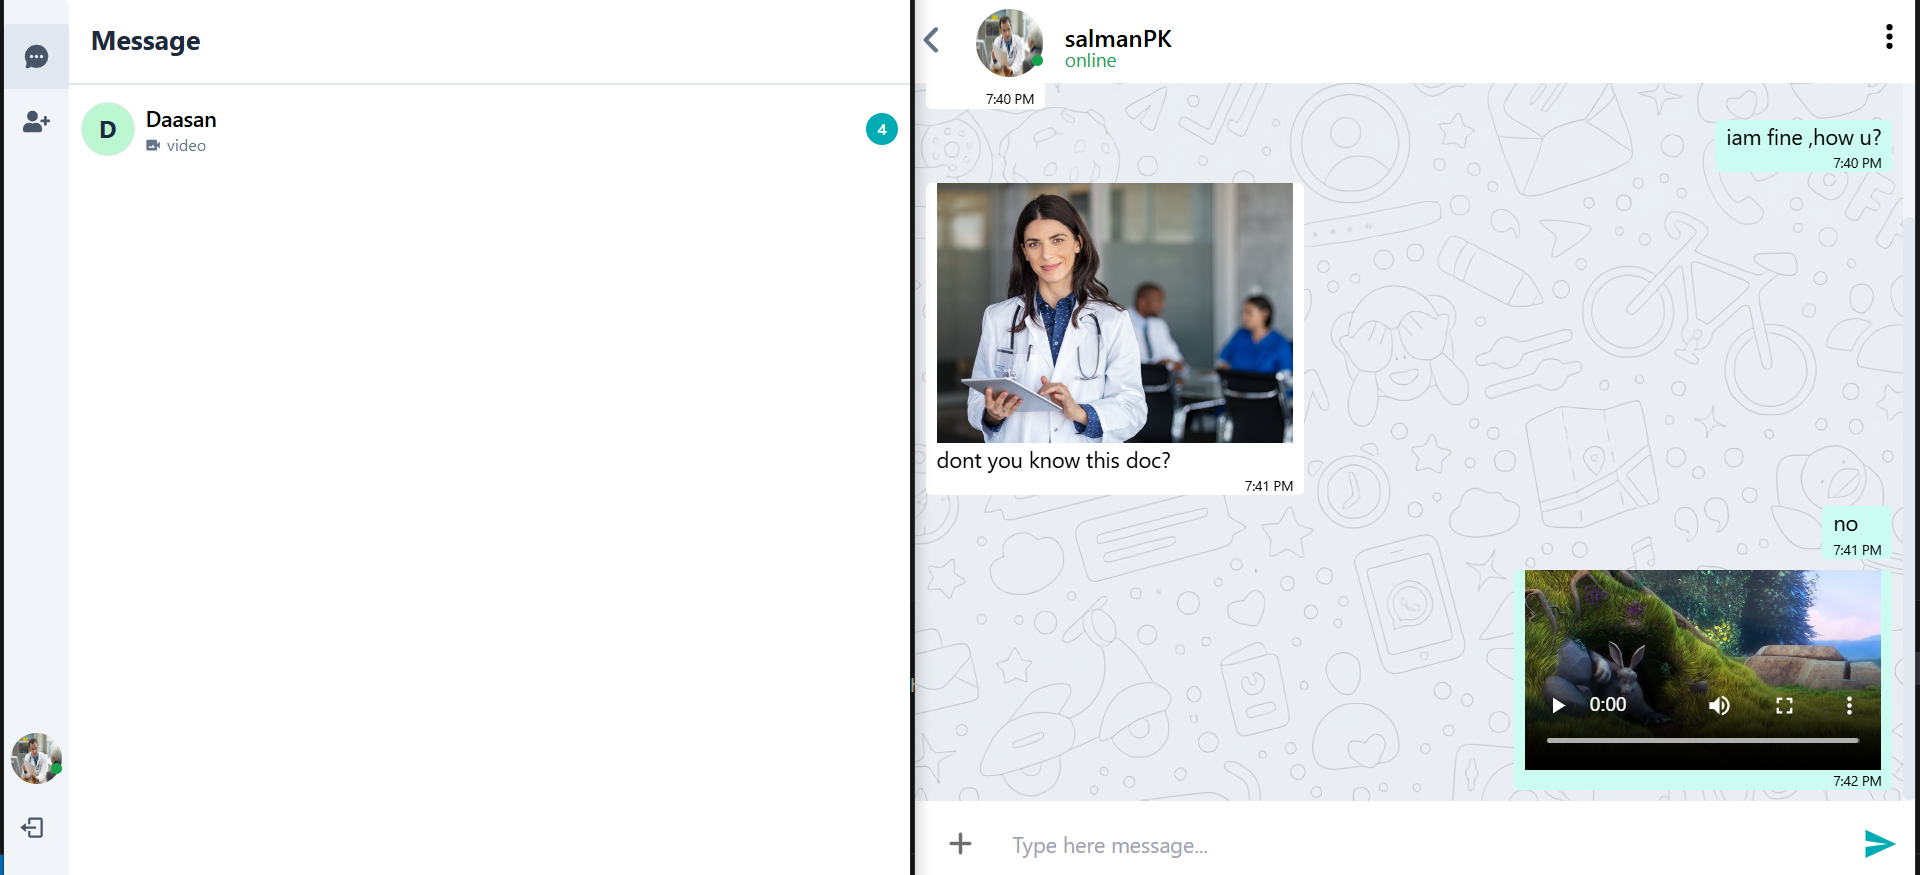 Message
D
Daasan
video
4
salmanPK
online
7:40 PM
iam fine ,how u?
7:40 PM
dont you know this doc?
7:41 PM
no
7:41 PM
0:00
7:42 PM
Type here message...